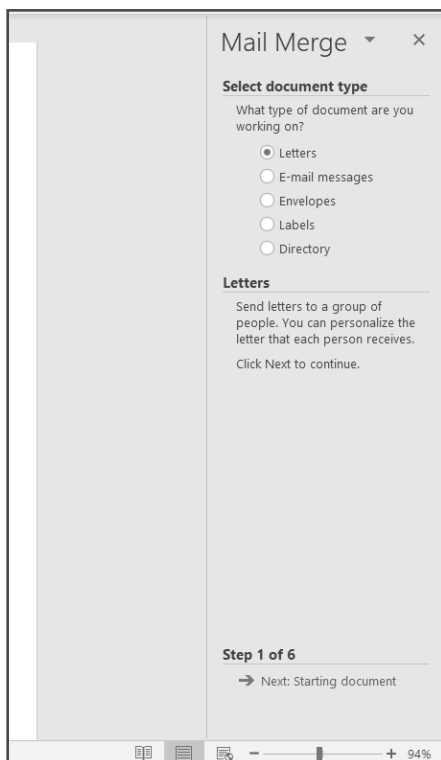 Mail Merge
Select document type
What type of document are you
working on?
Letters
E-mail messages
Envelopes
Labels
Directory
Letters
Send letters to a group of
people. You can personalize the
letter that each person receives.
Click Next to continue.
Step 1 of 6
Next: Starting document
94%